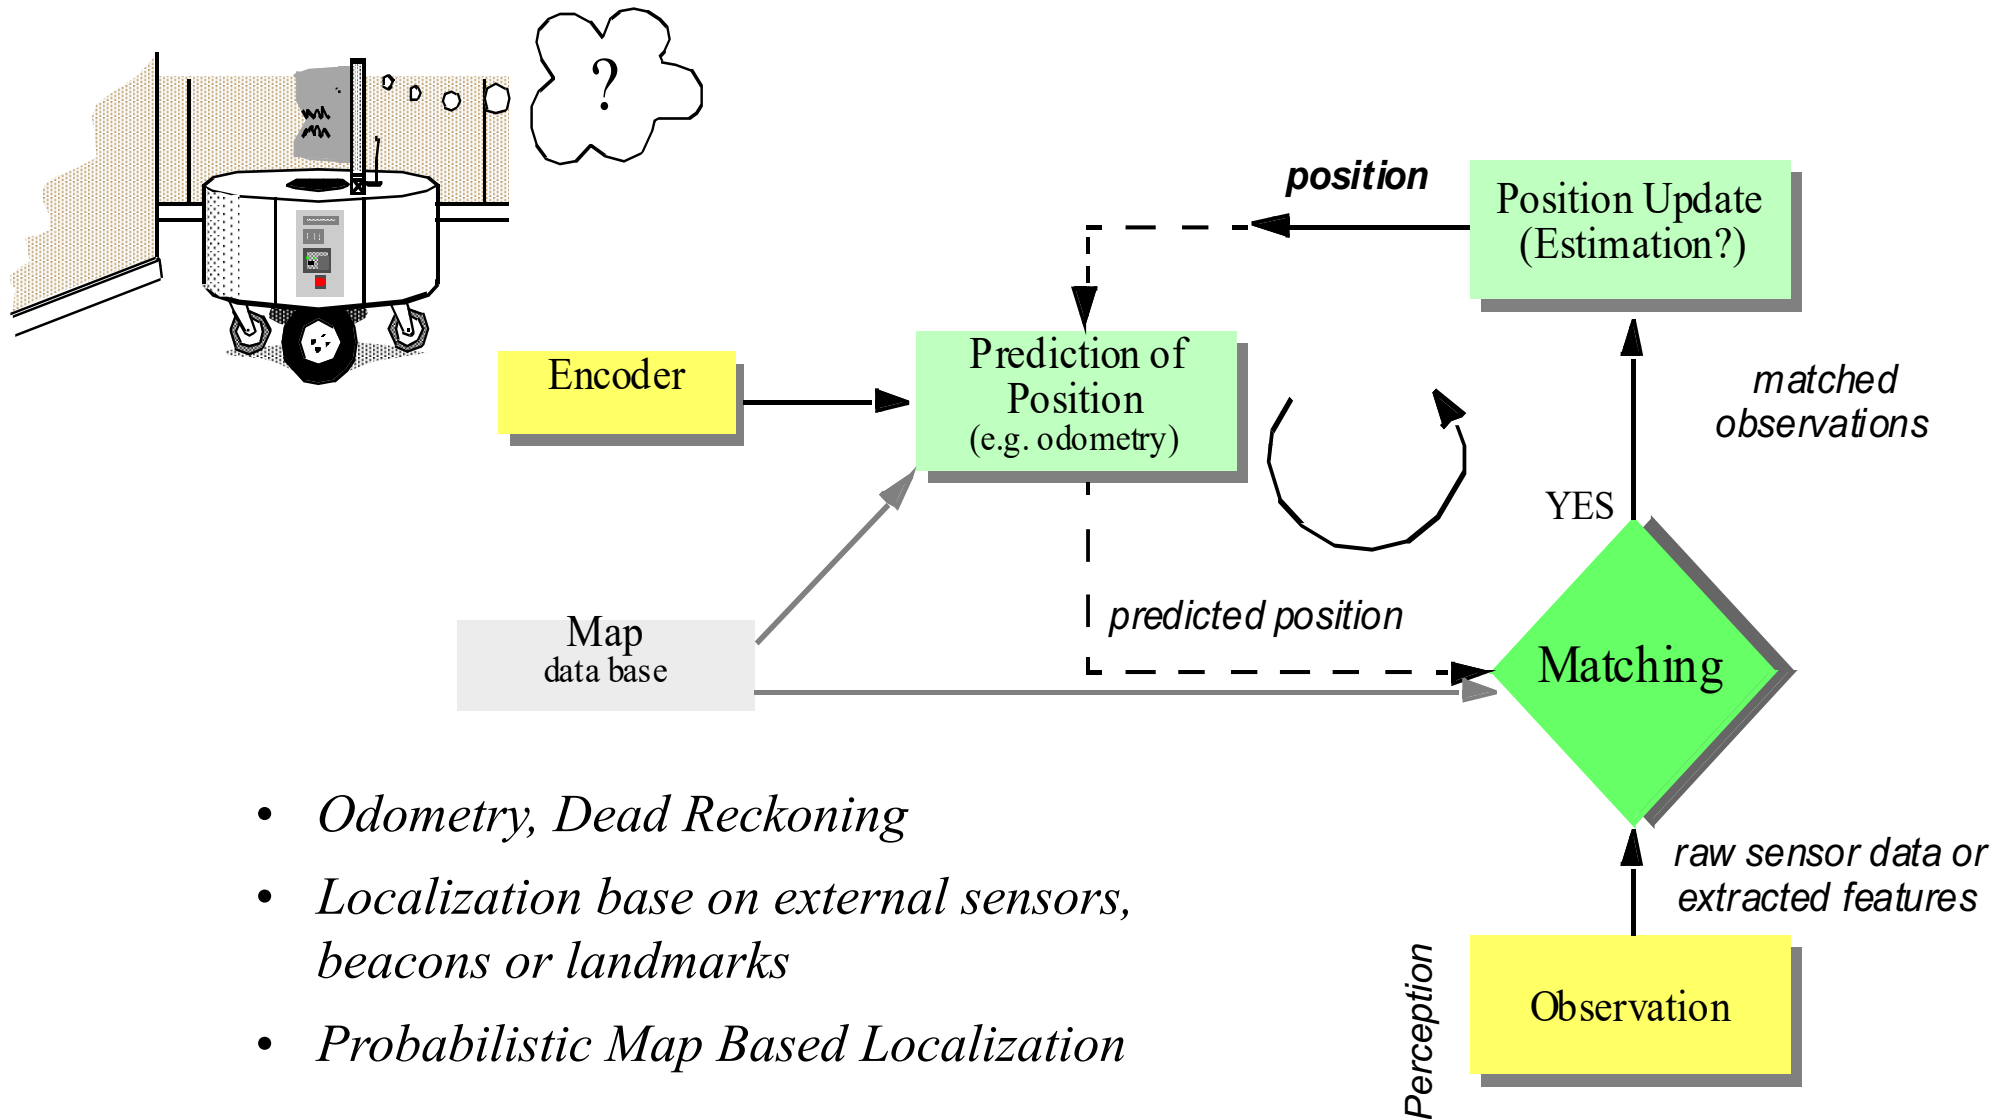 ?
position
Position Update
(Estimation?)
Encoder
Prediction of
Position
(e.g. odometry)
matched
observations
YES
predicted position
Map
data base
Matching
• Odometry, Dead Reckoning
• Localization base on external sensors,
beacons or landmarks
• Probabilistic Map Based Localization
raw sensor data or
extracted features
Perception
Observation